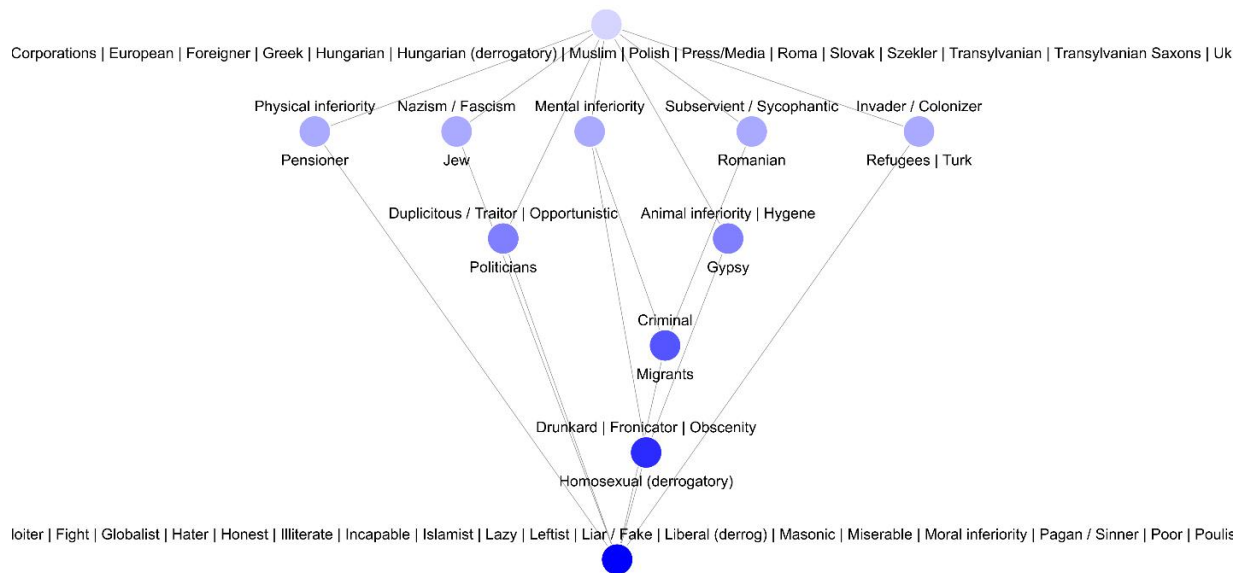 Corporations | European | Foreigner | Greek | Hungarian | Hungarian (derrogatory) | Muslim | Polish | Press/Media | Roma | Slovak | Szekler | Transylvanian | Transylvanian Saxons | Uk
Physical inferiority Nazism / Fascism Mental inferiority Subservient / Sycophantic Invader / Colonizer
Pensioner Jew Romanian Refugees | Turk
Duplicitous / Traitor | Opportunistic Animal inferiority | Hygene
Politicians Gypsy
Criminal
Migrants
Drunkard | Fronicator | Obscenity
Homosexual (derrogatory)
loiter | Fight | Globalist | Hater | Honest | Illiterate | Incapable | Islamist | Lazy | Leftist | Liar / Fake | Liberal (derrog) | Masonic | Miserable | Moral inferiority | Pagan / Sinner | Poor | Poulis